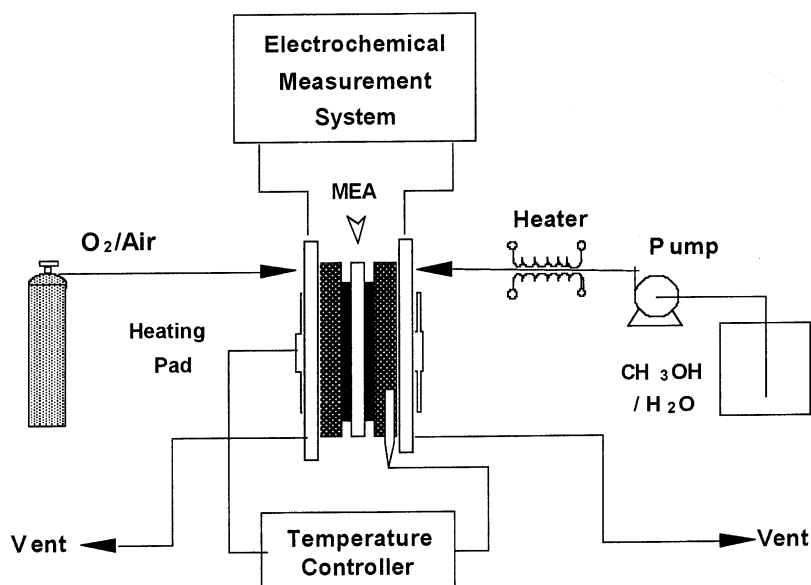 Electrochemical
Measurement
System
MEA
Heater
Pump
O₂/Air
Heating
Pad
CH₃OH
/ H₂O
Vent
Temperature
Controller
Vent